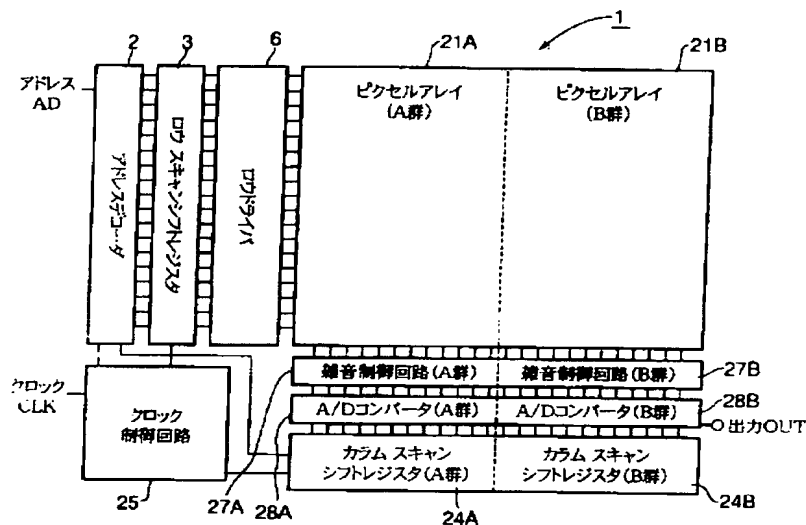 21A
1
21B
2
3
6
アドレス
AD
アドレスデコーダ
ロウ スキャンシフトレジスタ
ロウドライバ
ピクセルアレイ
(A群)
ピクセルアレイ
(B群)
雑音制御回路(A群)
雑音制御回路(B群)
27B
クロック
CLK
クロック
制御回路
A/Dコンバータ(A群)
A/Dコンバータ(B群)
28B
出力OUT
カラム スキャン
シフトレジスタ(A群)
カラム スキャン
シフトレジスタ(B群)
25
27A
28A
24A
24B